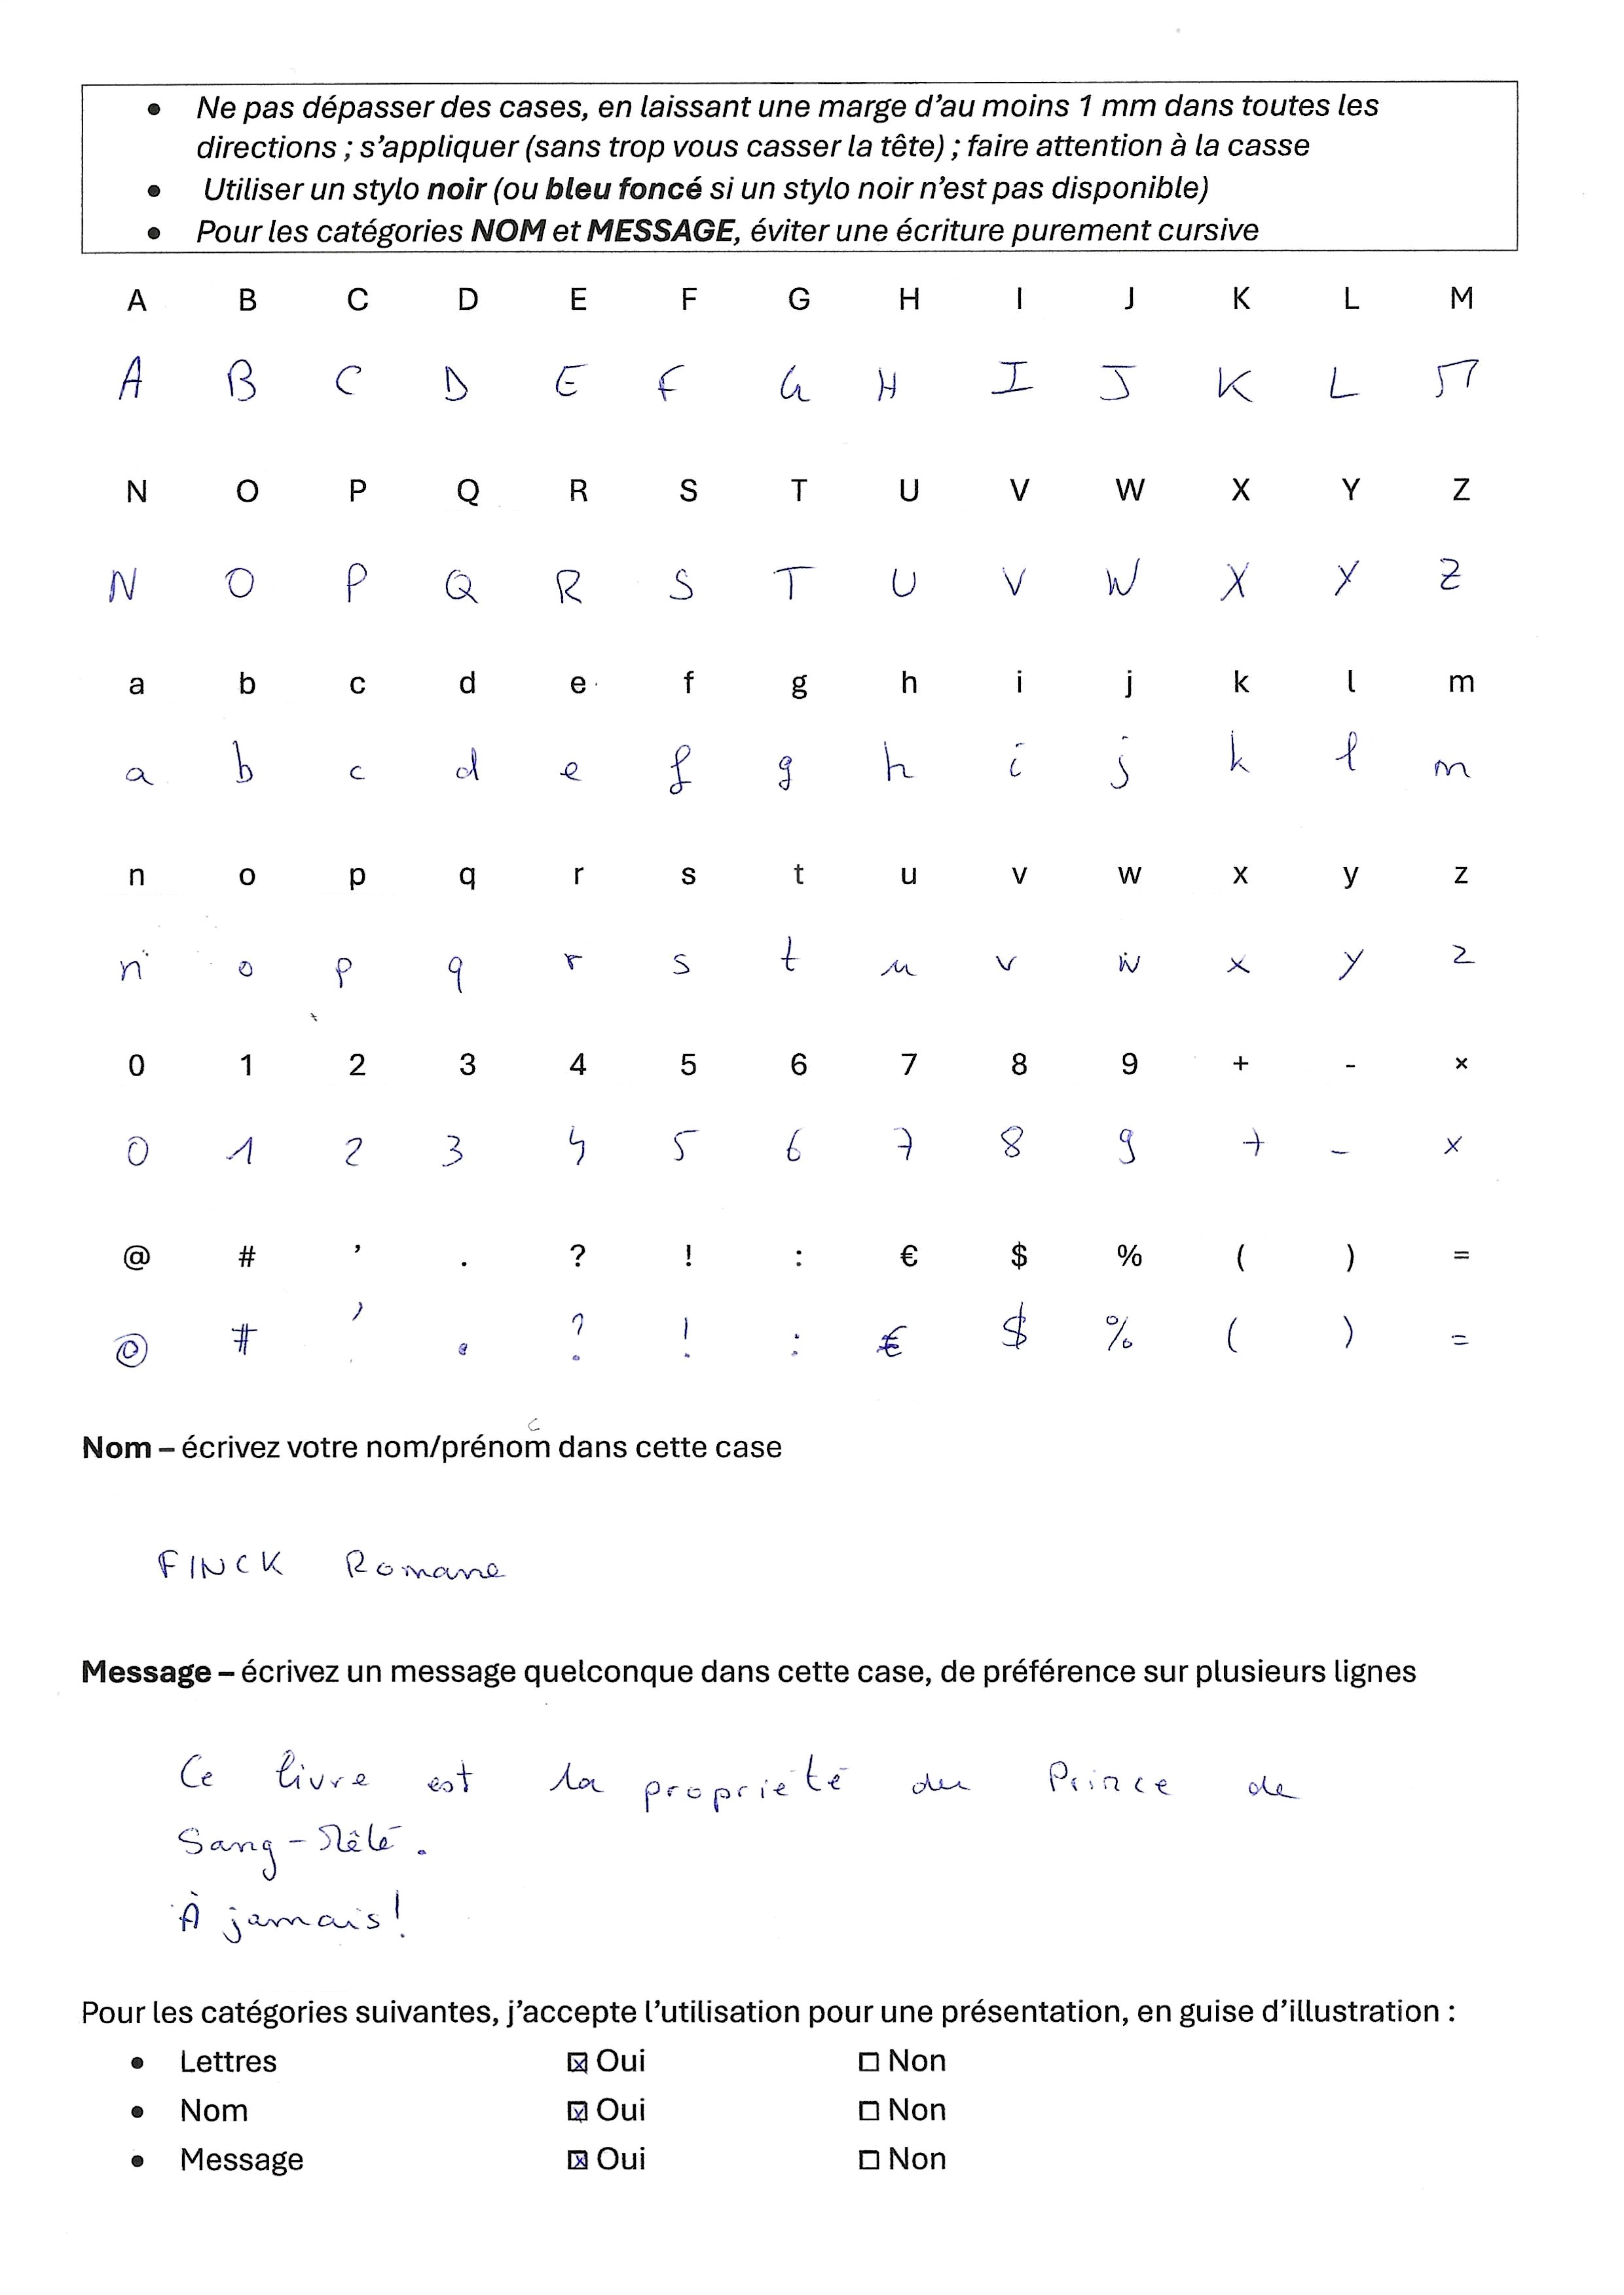 • Ne pas dépasser des cases, en laissant une marge d’au moins 1 mm dans toutes les
directions ; s’appliquer (sans trop vous casser la tête) ; faire attention à la casse
• Utiliser un stylo noir (ou bleu foncé si un stylo noir n’est pas disponible)
• Pour les catégories NOM et MESSAGE, éviter une écriture purement cursive
A B C D E F G H I J K L M
A B C D E F G H I J K L M
N O P Q R S T U V W X Y Z
N O P Q R S T U V W X Y Z
a b c d e f g h i j k l m
a b c d e f g h i j k l m
n o p q r s t u v w x y z
n o p q r s t u v w x y z
0 1 2 3 4 5 6 7 8 9 + - ×
0 1 2 3 4 5 6 7 8 9 + - ×
@ # ’ . ? ! : € $ % ( ) =
@ # ’ . ? ! : € $ % ( ) =
Nom – écrivez votre nom/prénom dans cette case
FINCK Romane
Message – écrivez un message quelconque dans cette case, de préférence sur plusieurs lignes
Ce livre est la propriété du Prince de
Sang-Mêlé.
À jamais!
Pour les catégories suivantes, j’accepte l’utilisation pour une présentation, en guise d’illustration :
• Lettres ☒ Oui ☐ Non
• Nom ☒ Oui ☐ Non
• Message ☒ Oui ☐ Non